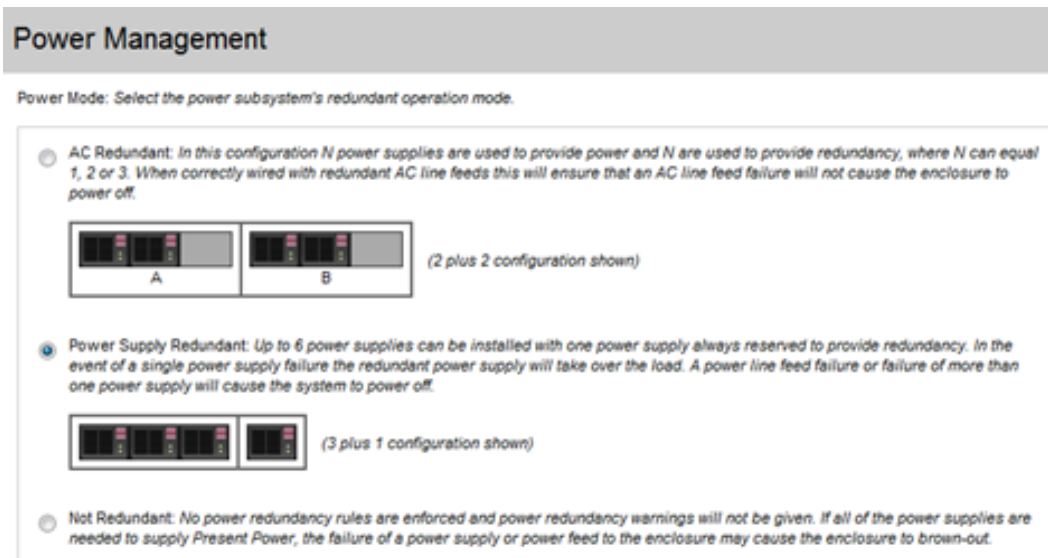 Power Management
Power Mode: Select the power subsystem's redundant operation mode.
AC Redundant: In this configuration N power supplies are used to provide power and N are used to provide redundancy, where N can equal
1, 2 or 3. When correctly wired with redundant AC line feeds this will ensure that an AC line feed failure will not cause the enclosure to
power off.
(2 plus 2 configuration shown)
A B
Power Supply Redundant: Up to 6 power supplies can be installed with one power supply always reserved to provide redundancy. In the
event of a single power supply failure the redundant power supply will take over the load. A power line feed failure or failure of more than
one power supply will cause the system to power off.
(3 plus 1 configuration shown)
Not Redundant: No power redundancy rules are enforced and power redundancy warnings will not be given. If all of the power supplies are
needed to supply Present Power, the failure of a power supply or power feed to the enclosure may cause the enclosure to brown-out.